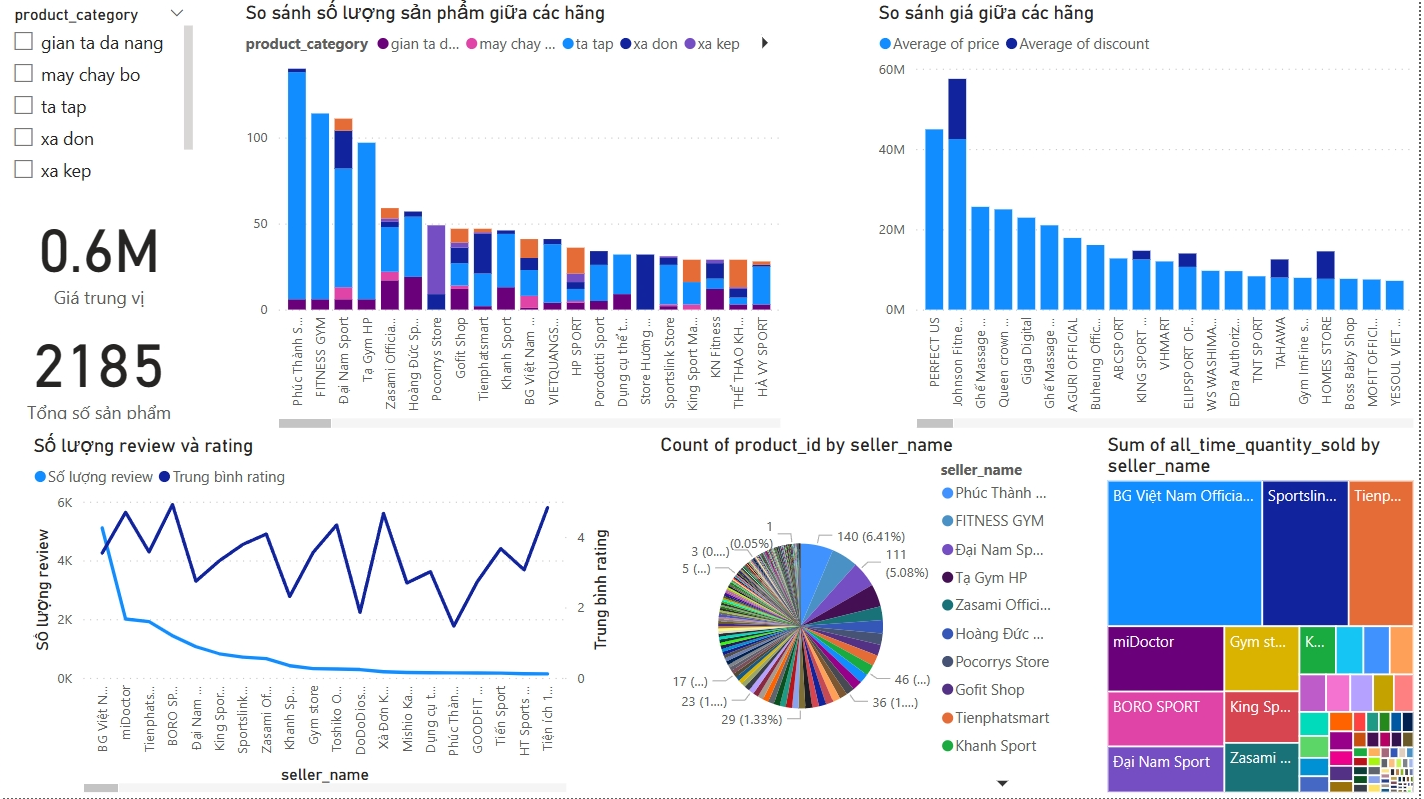 product_category
gian ta da nang
may chay bo
ta tap
xa don
xa kep
0.6M
Giá trung vị
2185
Tổng số sản phẩm
So sánh số lượng sản phẩm giữa các hãng
product_category gian ta d... may chay ... ta tap xa don xa kep
100
50
0
Phúc Thành S...
FITNESS GYM
Đại Nam Sport
Tạ Gym HP
Zasami Officia...
Hoàng Đức Sp...
Pocorrys Store
Gofit Shop
Tienphatsmart
Khanh Sport
BG Việt Nam ...
VIETQUANG...
HP SPORT
Porodotti Sport
Dụng cụ thể t...
Store Hương ...
Sportslink Store
King Sport Ma...
KN Fitness
THỂ THAO KH...
HÀ VY SPORT
So sánh giá giữa các hãng
Average of price Average of discount
60M
40M
20M
0M
PERFECT US
Johnson Fitne...
Ghế Massage ...
Queen crown ...
Giga Digital
Ghế Massage ...
AGURI OFFICIAL
Buheung Offic...
ABCSPORT
KING SPORT ...
VHMART
ELIPSPORT OF...
WS WASHIMA...
EDra Authoriz...
TNT SPORT
TAHAWA
Gym ImFine s...
HOMES STORE
Boss Baby Shop
MOFIT OFFICI...
YESOUL VIET ...
Số lượng review và rating
Số lượng review Trung bình rating
Số lượng review
6K
4K
2K
0K
4
2
0
Trung bình rating
BG Việt N...
miDoctor
Tienphats...
BORO SP...
Đại Nam ...
King Spor...
Sportslink...
Zasami Of...
Khanh Sp...
Gym store
Toshiko O...
DoDoDios...
Xà Đơn K...
Mishio Ka...
Dụng cụ t...
Phúc Thàn...
GOODFIT ...
Tiến Sport
HT Sports ...
Tiện ích 1...
seller_name
Count of product_id by seller_name
1
(0.05%)
3 (0....)
5 (...)
17 (...)
23 (1....)
29 (1.33%)
140 (6.41%)
111
(5.08%)
46 (...)
36 (1....)
seller_name
Phúc Thành ...
FITNESS GYM
Đại Nam Sp...
Tạ Gym HP
Zasami Offici...
Hoàng Đức ...
Pocorrys Store
Gofit Shop
Tienphatsmart
Khanh Sport
Sum of all_time_quantity_sold by
seller_name
BG Việt Nam Officia...
Sportslin...
Tienp...
miDoctor
Gym st...
K...
BORO SPORT
King Sp...
Đại Nam Sport
Zasami ...